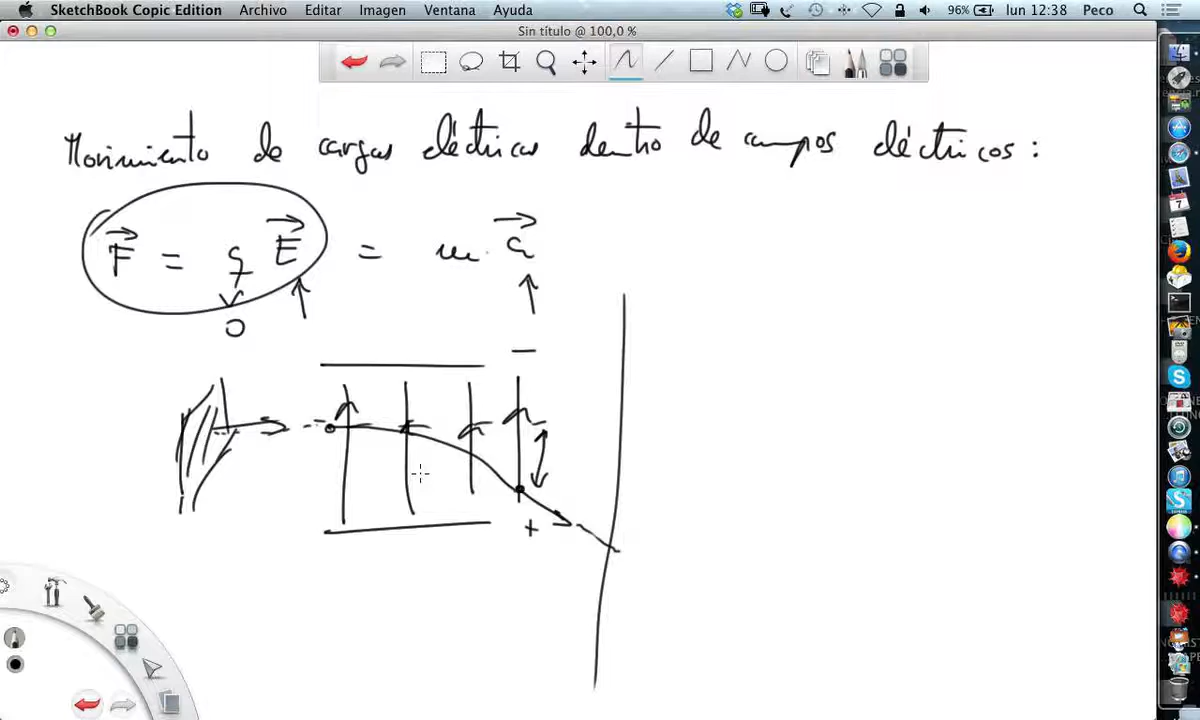 SketchBook Copic Edition Archivo Editar Imagen Ventana Ayuda 96% lun 12:38 Peco
Sin título @ 100,0 %
Movimiento de cargas eléctricas dentro de campos eléctricos:
F = q E = m · a
0
−
+